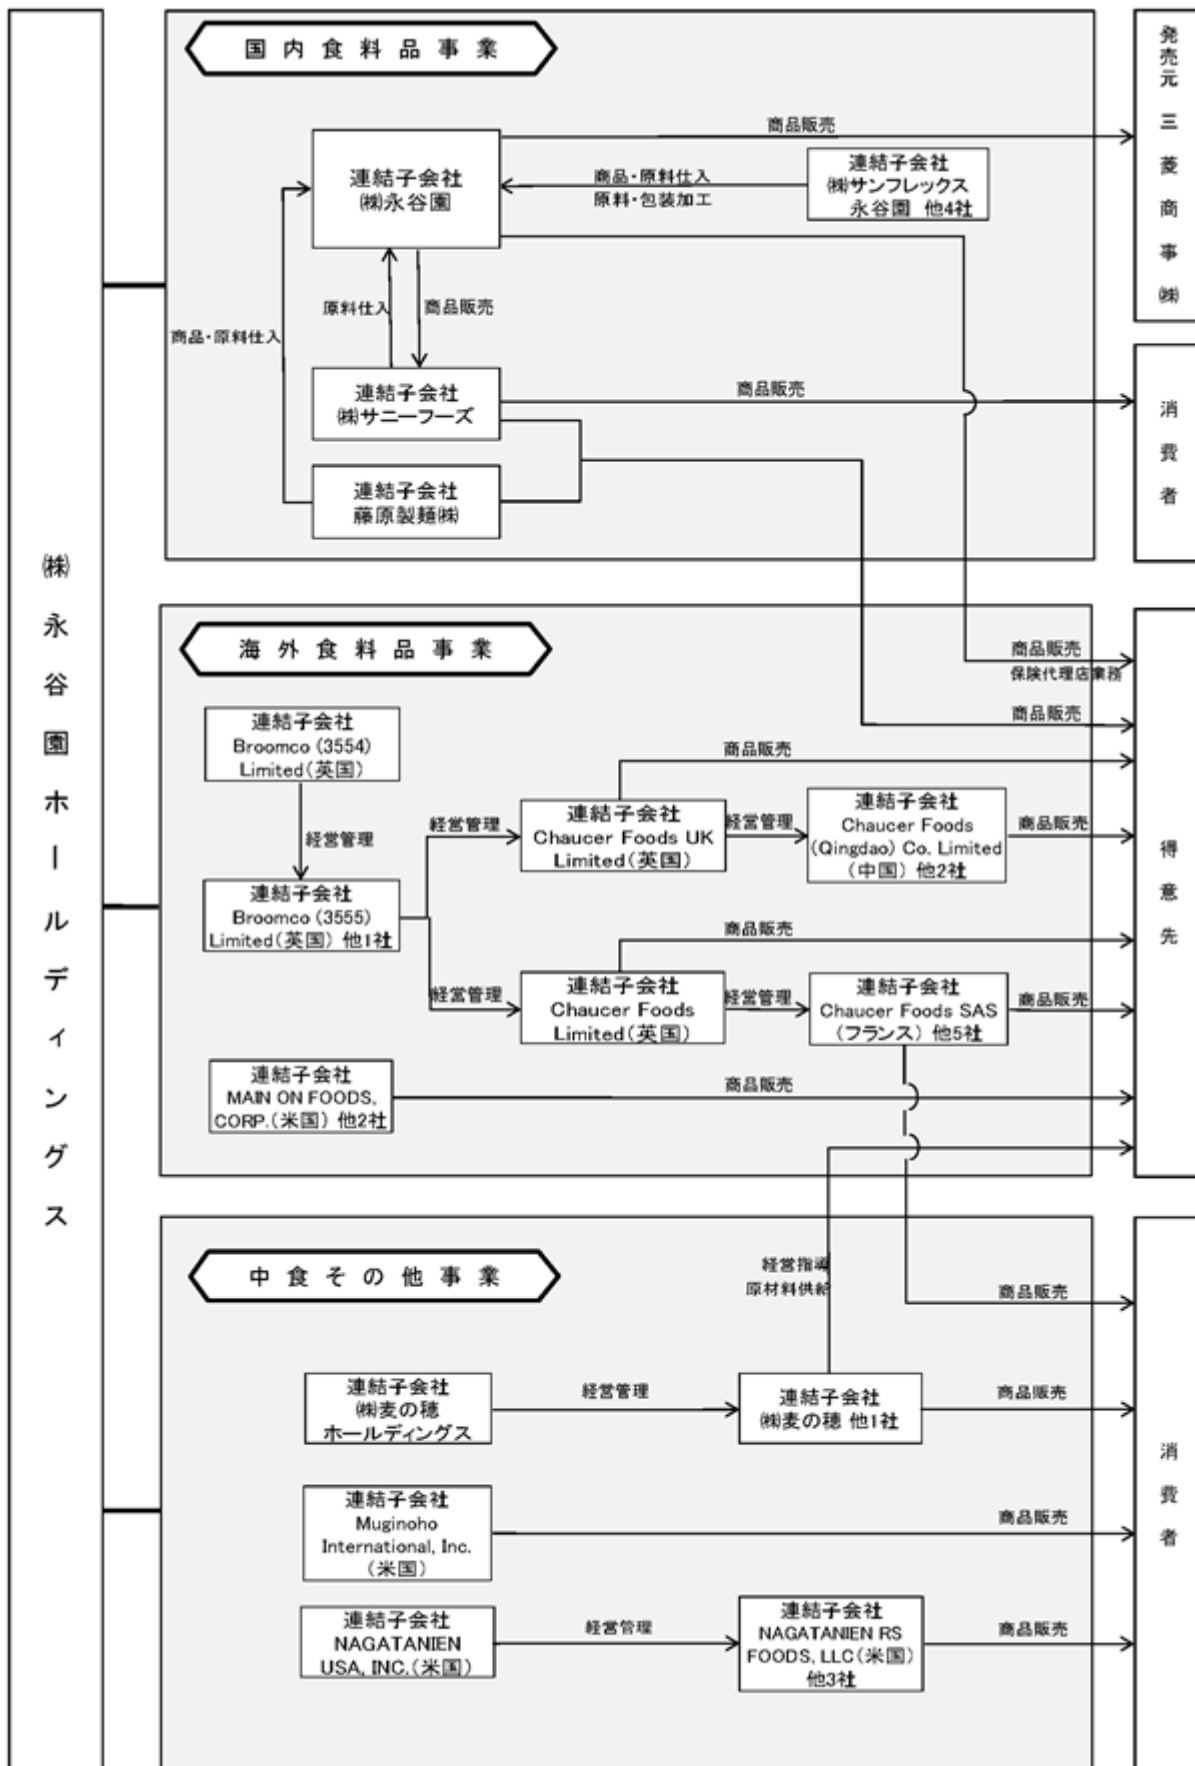 ㈱永谷園ホールディングス
国内食料品事業
商品販売
連結子会社
㈱永谷園
商品・原料仕入
原料・包装加工
連結子会社
㈱サンフレックス
永谷園 他4社
原料仕入
商品販売
商品・原料仕入
連結子会社
㈱サニーフーズ
商品販売
連結子会社
藤原製麺㈱
発売元 三菱商事㈱
消費者
海外食料品事業
商品販売
保険代理店業務
商品販売
連結子会社
Broomco (3554)
Limited(英国)
経営管理
連結子会社
Broomco (3555)
Limited(英国) 他1社
経営管理
商品販売
連結子会社
Chaucer Foods UK
Limited(英国)
経営管理
連結子会社
Chaucer Foods
(Qingdao) Co. Limited
(中国) 他2社
商品販売
経営管理
商品販売
連結子会社
Chaucer Foods
Limited(英国)
経営管理
連結子会社
Chaucer Foods SAS
(フランス) 他5社
商品販売
連結子会社
MAIN ON FOODS,
CORP.(米国) 他2社
商品販売
得意先
中食その他事業
経営指導
原材料供給
商品販売
連結子会社
㈱麦の穂
ホールディングス
経営管理
連結子会社
㈱麦の穂 他1社
商品販売
連結子会社
Muginoho
International, Inc.
(米国)
商品販売
連結子会社
NAGATANIEN
USA, INC.(米国)
経営管理
連結子会社
NAGATANIEN RS
FOODS, LLC(米国)
他3社
商品販売
消費者